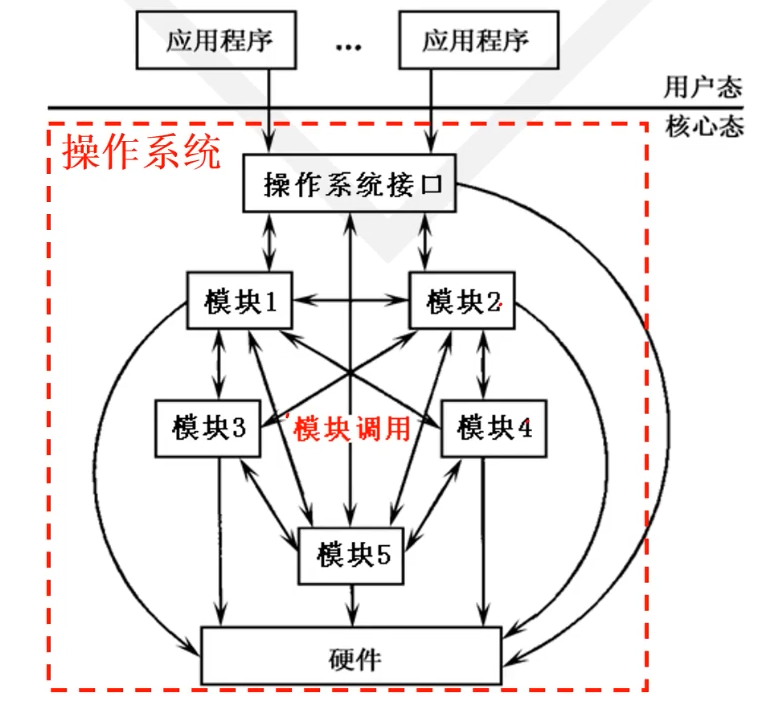 应用程序 ... 应用程序
用户态
核心态
操作系统
操作系统接口
模块1 模块2
模块3 模块调用 模块4
模块5
硬件